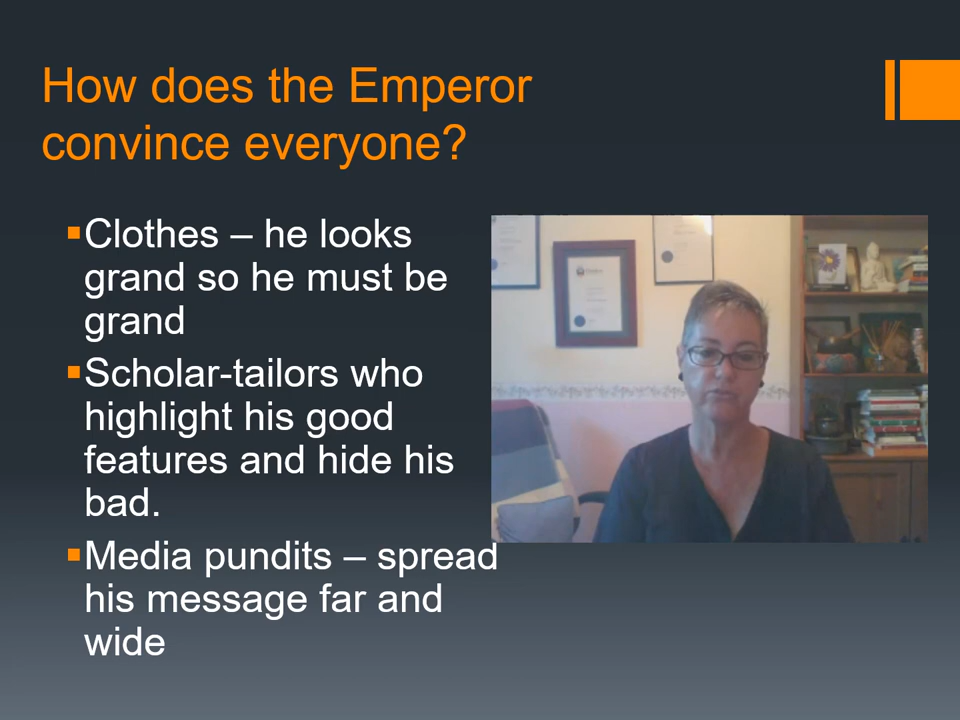 How does the Emperor
convince everyone?
▪Clothes – he looks
grand so he must be
grand
▪Scholar-tailors who
highlight his good
features and hide his
bad.
▪Media pundits – spread
his message far and
wide